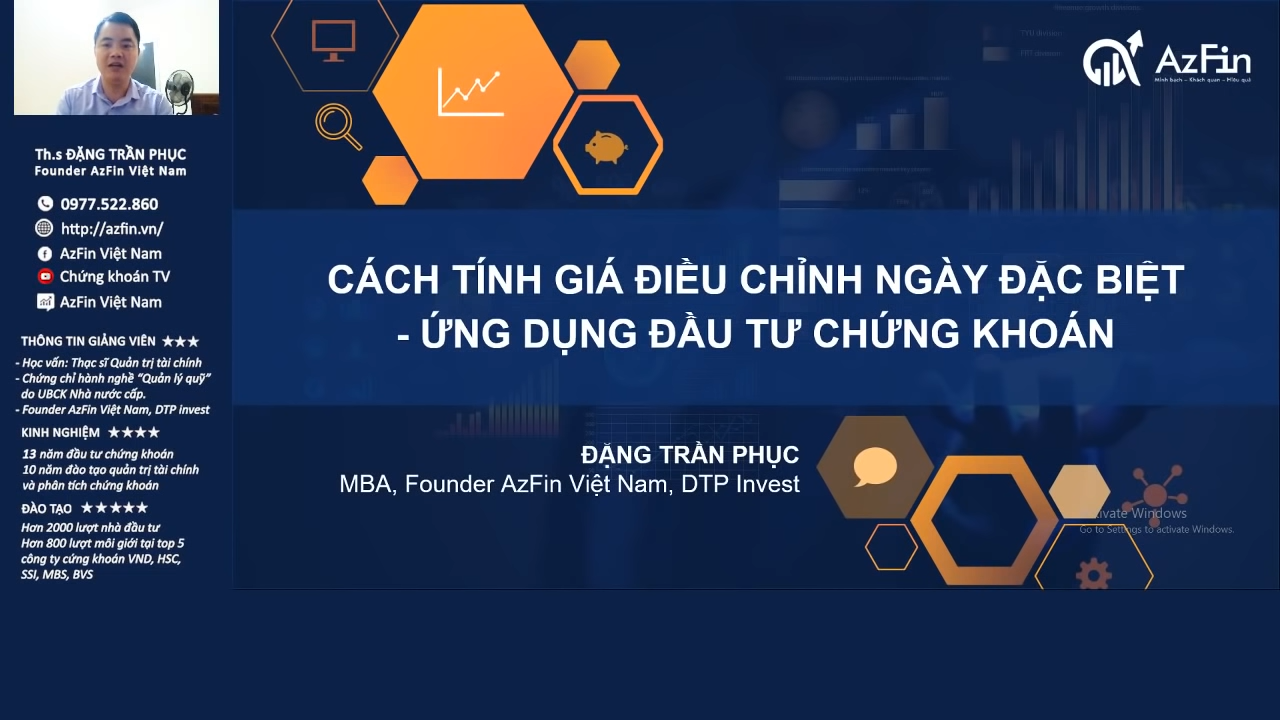 Th.s ĐẶNG TRẦN PHỤC
Founder AzFin Việt Nam
0977.522.860
http://azfin.vn/
AzFin Việt Nam
Chứng khoán TV
AzFin Việt Nam
THÔNG TIN GIẢNG VIÊN ★★★
- Học vấn: Thạc sĩ Quản trị tài chính
- Chứng chỉ hành nghề “Quản lý quỹ”
do UBCK Nhà nước cấp.
- Founder AzFin Việt Nam, DTP invest
KINH NGHIỆM ★★★★
13 năm đầu tư chứng khoán
10 năm đào tạo quản trị tài chính
và phân tích chứng khoán
ĐÀO TẠO ★★★★★
Hơn 2000 lượt nhà đầu tư
Hơn 800 lượt môi giới tại top 5
công ty cứng khoán VND, HSC,
SSI, MBS, BVS
AzFin
Minh bạch – Khách quan – Hiệu quả
CÁCH TÍNH GIÁ ĐIỀU CHỈNH NGÀY ĐẶC BIỆT
- ỨNG DỤNG ĐẦU TƯ CHỨNG KHOÁN
ĐẶNG TRẦN PHỤC
MBA, Founder AzFin Việt Nam, DTP Invest
Activate Windows
Go to Settings to activate Windows.